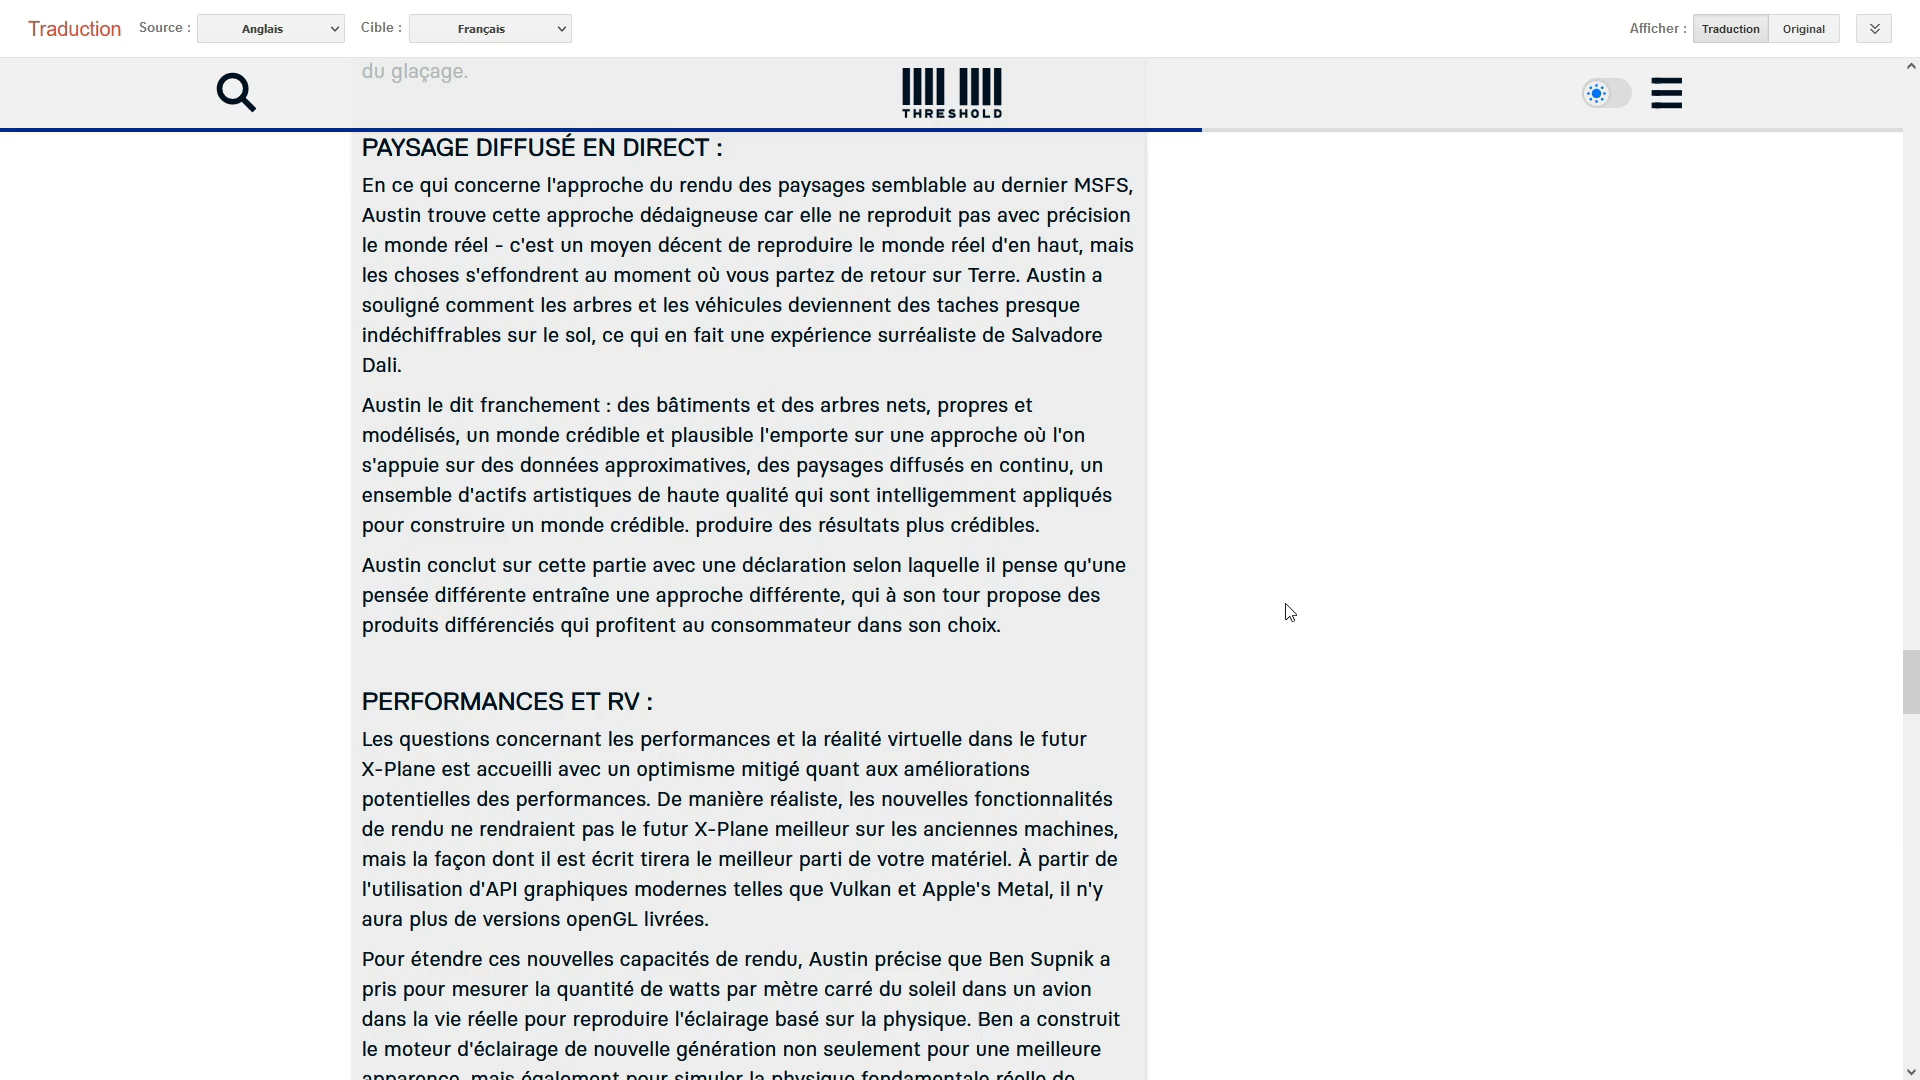 Traduction Source : Anglais Cible : Français Afficher : Traduction Original
du glaçage.
THRESHOLD
PAYSAGE DIFFUSÉ EN DIRECT :
En ce qui concerne l'approche du rendu des paysages semblable au dernier MSFS,
Austin trouve cette approche dédaigneuse car elle ne reproduit pas avec précision
le monde réel - c'est un moyen décent de reproduire le monde réel d'en haut, mais
les choses s'effondrent au moment où vous partez de retour sur Terre. Austin a
souligné comment les arbres et les véhicules deviennent des taches presque
indéchiffrables sur le sol, ce qui en fait une expérience surréaliste de Salvadore
Dali.
Austin le dit franchement : des bâtiments et des arbres nets, propres et
modélisés, un monde crédible et plausible l'emporte sur une approche où l'on
s'appuie sur des données approximatives, des paysages diffusés en continu, un
ensemble d'actifs artistiques de haute qualité qui sont intelligemment appliqués
pour construire un monde crédible. produire des résultats plus crédibles.
Austin conclut sur cette partie avec une déclaration selon laquelle il pense qu'une
pensée différente entraîne une approche différente, qui à son tour propose des
produits différenciés qui profitent au consommateur dans son choix.
PERFORMANCES ET RV :
Les questions concernant les performances et la réalité virtuelle dans le futur
X-Plane est accueilli avec un optimisme mitigé quant aux améliorations
potentielles des performances. De manière réaliste, les nouvelles fonctionnalités
de rendu ne rendraient pas le futur X-Plane meilleur sur les anciennes machines,
mais la façon dont il est écrit tirera le meilleur parti de votre matériel. À partir de
l'utilisation d'API graphiques modernes telles que Vulkan et Apple's Metal, il n'y
aura plus de versions openGL livrées.
Pour étendre ces nouvelles capacités de rendu, Austin précise que Ben Supnik a
pris pour mesurer la quantité de watts par mètre carré du soleil dans un avion
dans la vie réelle pour reproduire l'éclairage basé sur la physique. Ben a construit
le moteur d'éclairage de nouvelle génération non seulement pour une meilleure
apparence, mais également pour simuler la physique fondamentale réelle de